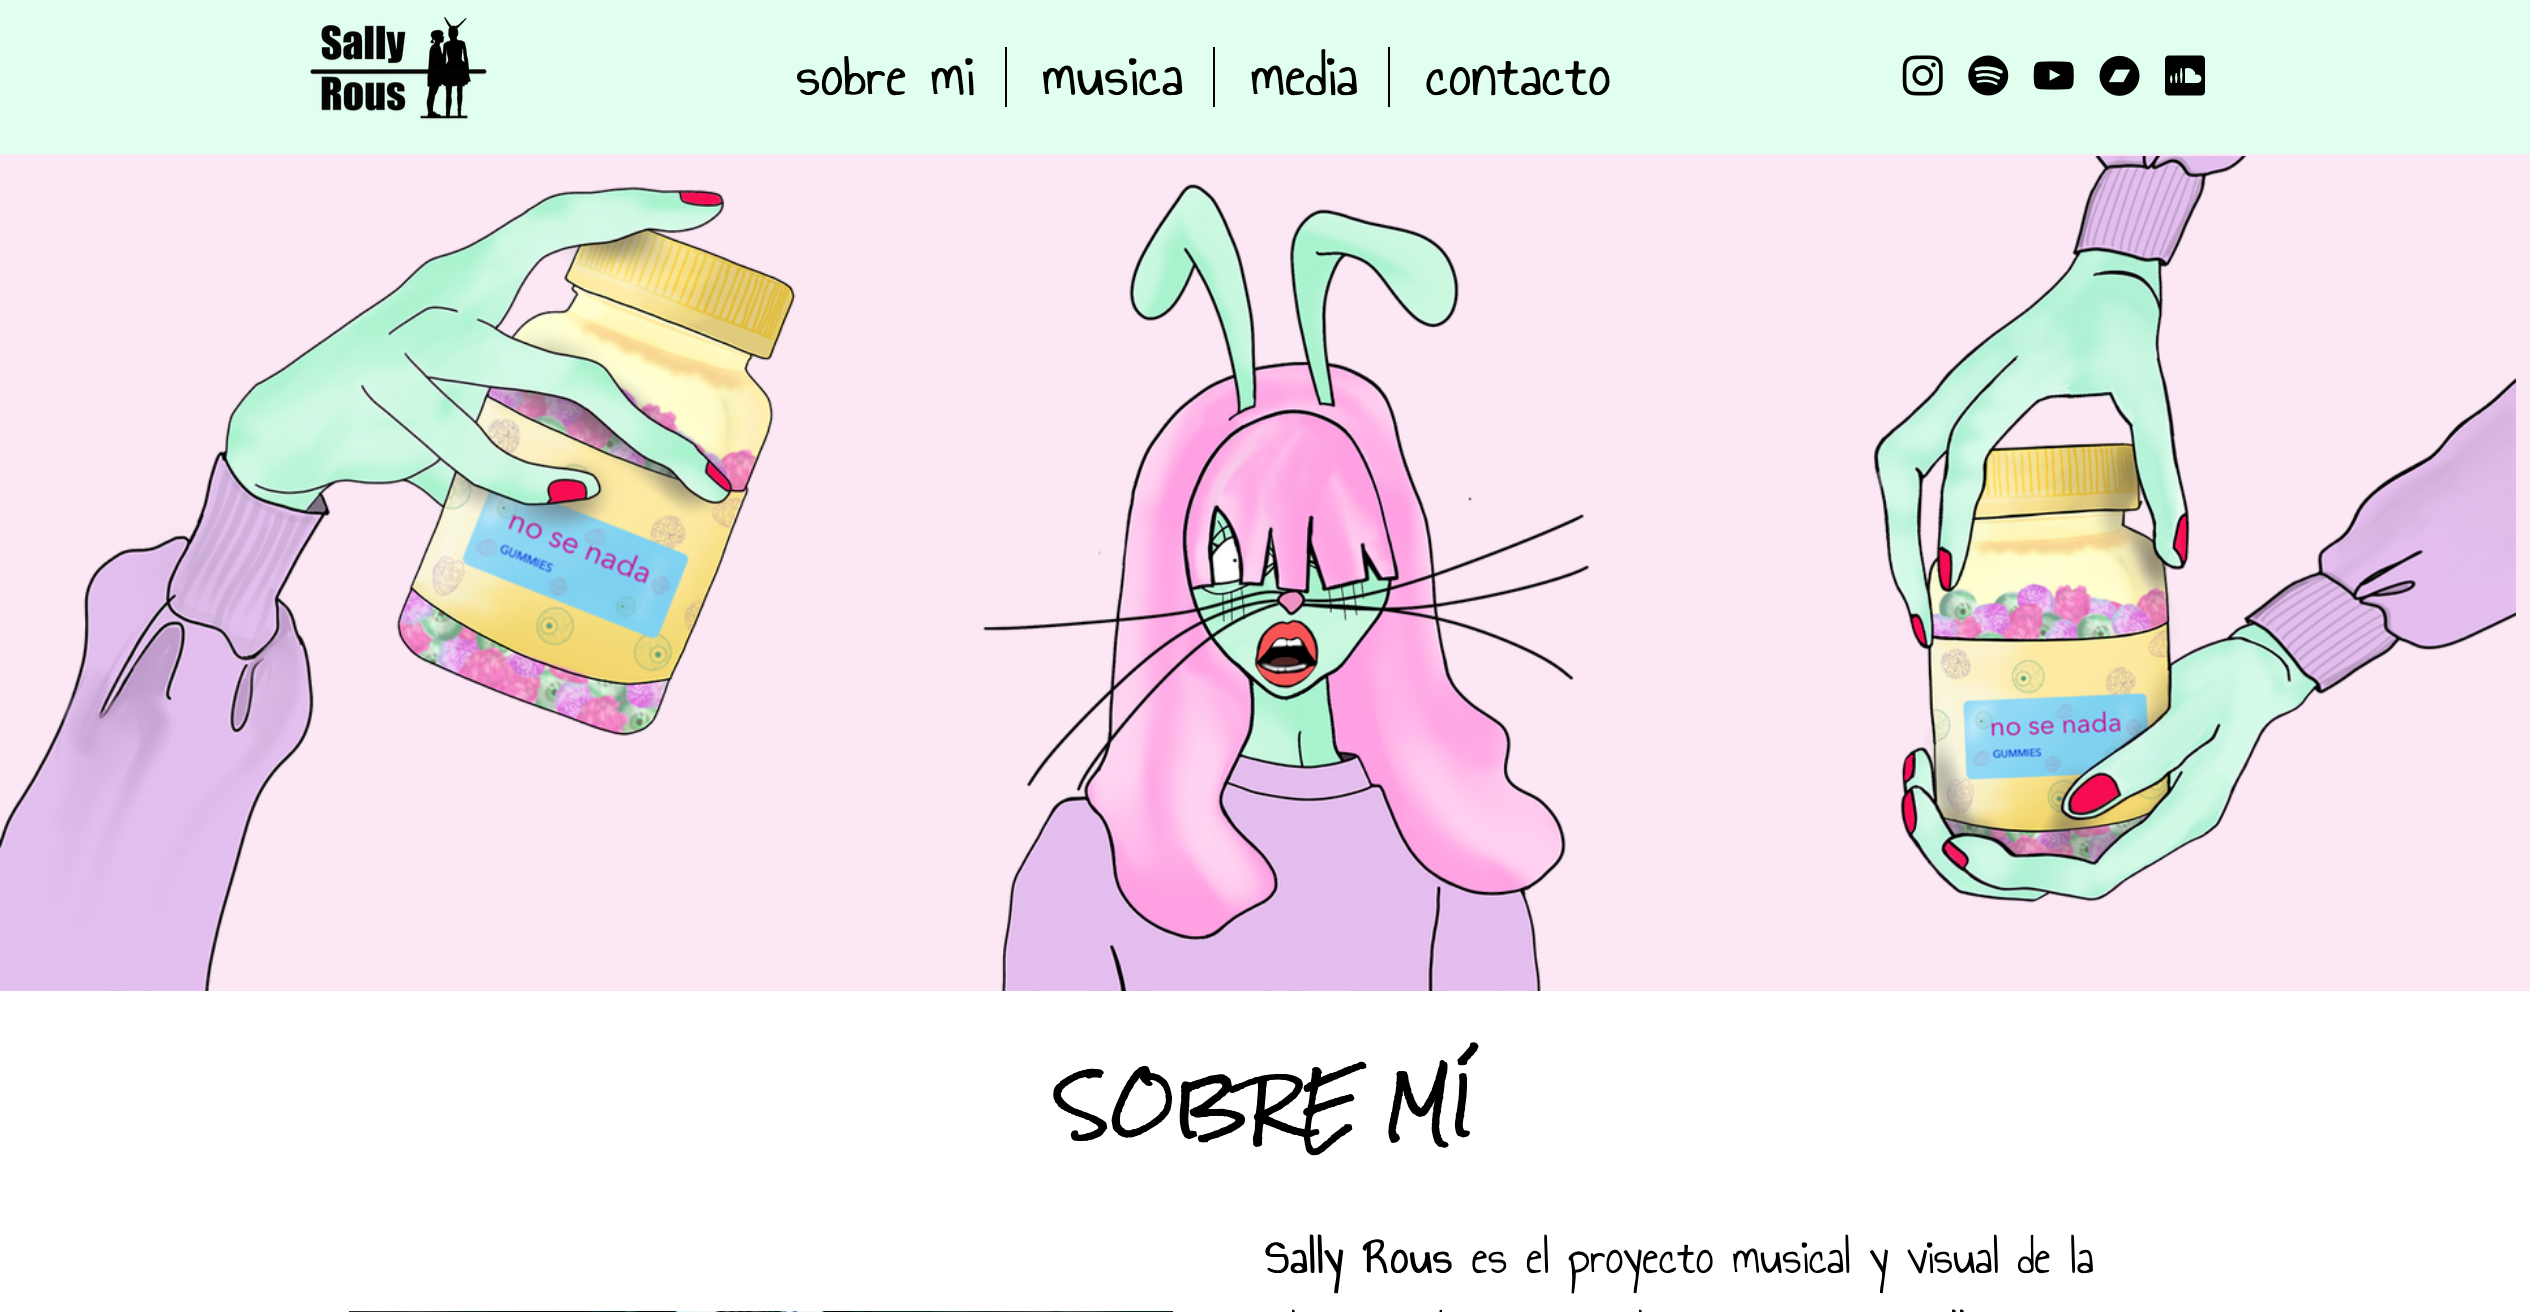 Sally
Rous
sobre mi
musica
media
contacto
no se nada
GUMMIES
no se nada
GUMMIES
SOBRE MÍ
Sally Rous es el proyecto musical y visual de la